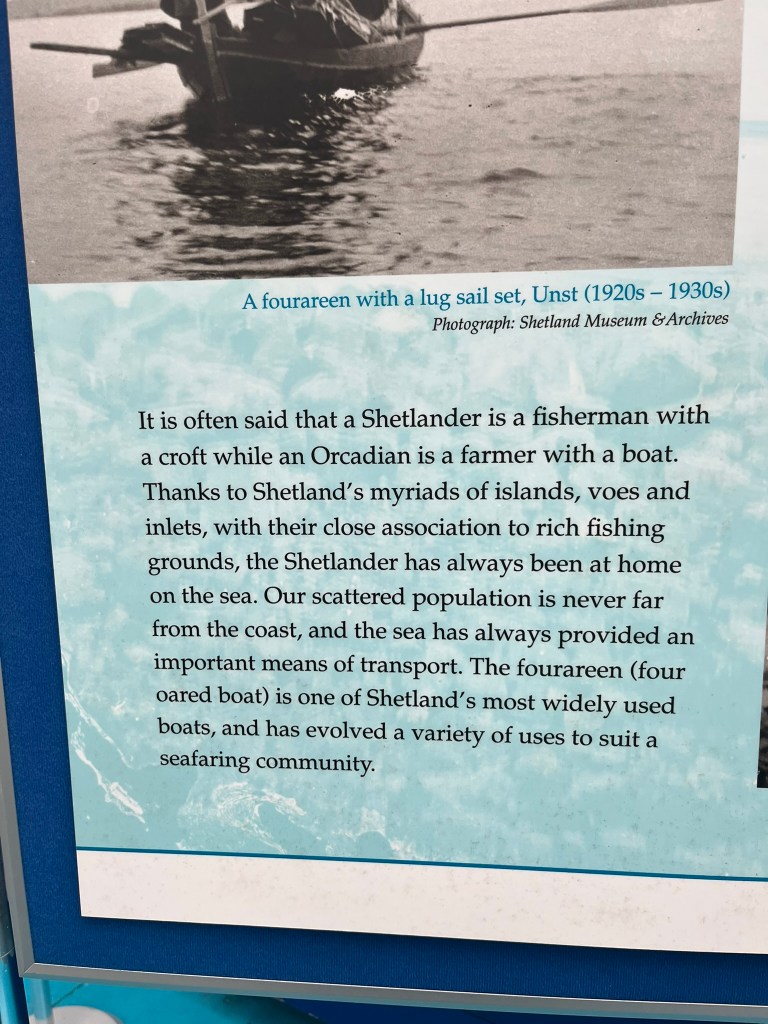 A fourareen with a lug sail set, Unst (1920s – 1930s)
Photograph: Shetland Museum & Archives
It is often said that a Shetlander is a fisherman with
a croft while an Orcadian is a farmer with a boat.
Thanks to Shetland's myriads of islands, voes and
inlets, with their close association to rich fishing
grounds, the Shetlander has always been at home
on the sea. Our scattered population is never far
from the coast, and the sea has always provided an
important means of transport. The fourareen (four
oared boat) is one of Shetland's most widely used
boats, and has evolved a variety of uses to suit a
seafaring community.